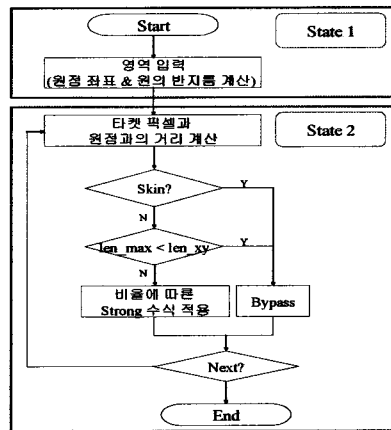 Start
State 1
영역 입력
(원정 좌표 & 원의 반지름 계산)
타켓 픽셀과
원정과의 거리 계산
State 2
Skin?
Y
N
len_max < len_xy
Y
N
비율에 따른
Strong 수식 적용
Bypass
Next?
End